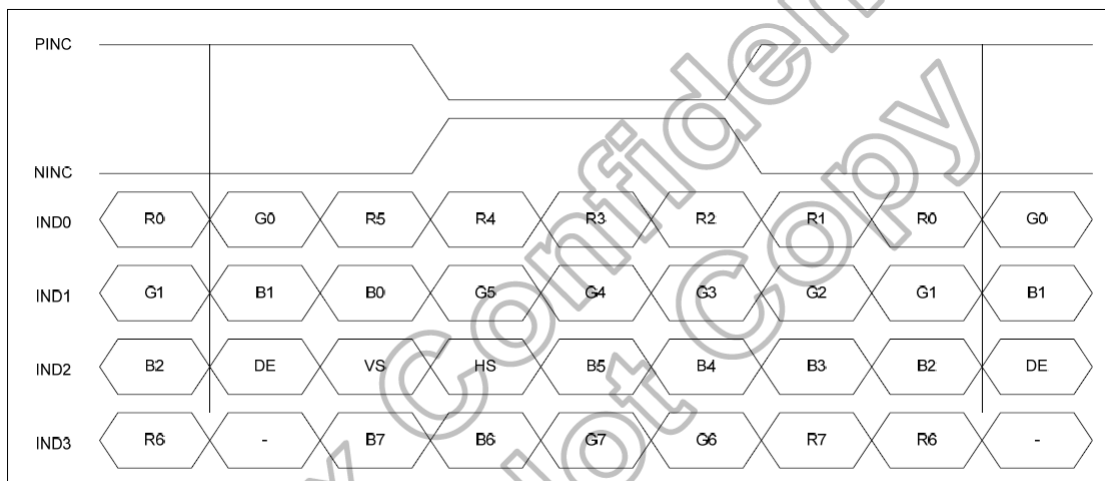 PINC
NINC
IND0 R0 G0 R5 R4 R3 R2 R1 R0 G0
IND1 G1 B1 B0 G5 G4 G3 G2 G1 B1
IND2 B2 DE VS HS B5 B4 B3 B2 DE
IND3 R6 - B7 B6 G7 G6 R7 R6 -
Confiden
Copy